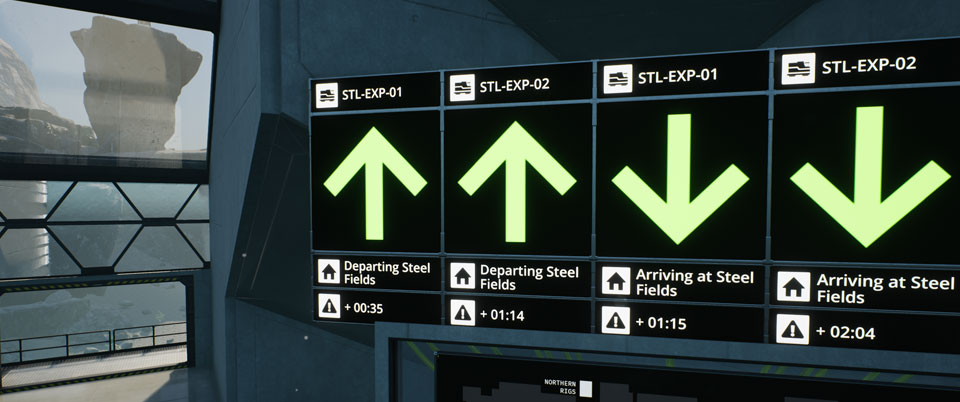 STL-EXP-01
STL-EXP-02
STL-EXP-01
STL-EXP-02
Departing Steel
Fields
Departing Steel
Fields
Arriving at Steel
Fields
Arriving at Steel
Fields
+ 00:35
+ 01:14
+ 01:15
+ 02:04
NORTHERN
RIGS